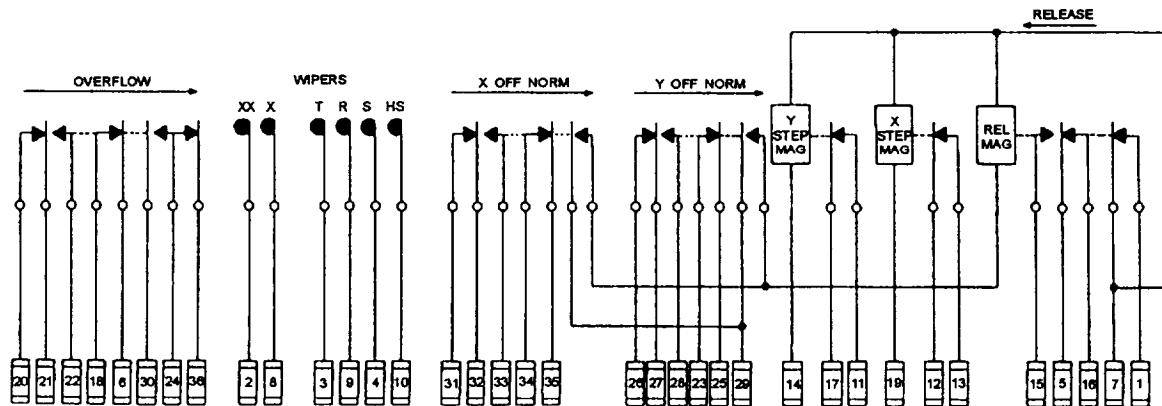 RELEASE
OVERFLOW
WIPERS
X OFF NORM
Y OFF NORM
XX X T R S HS
Y STEP MAG
X STEP MAG
REL MAG
20 21 22 18 6 30 24 36 2 8 3 9 4 10 31 32 33 34 35 26 27 28 23 25 29 14 17 11 19 12 13 15 5 16 7 1